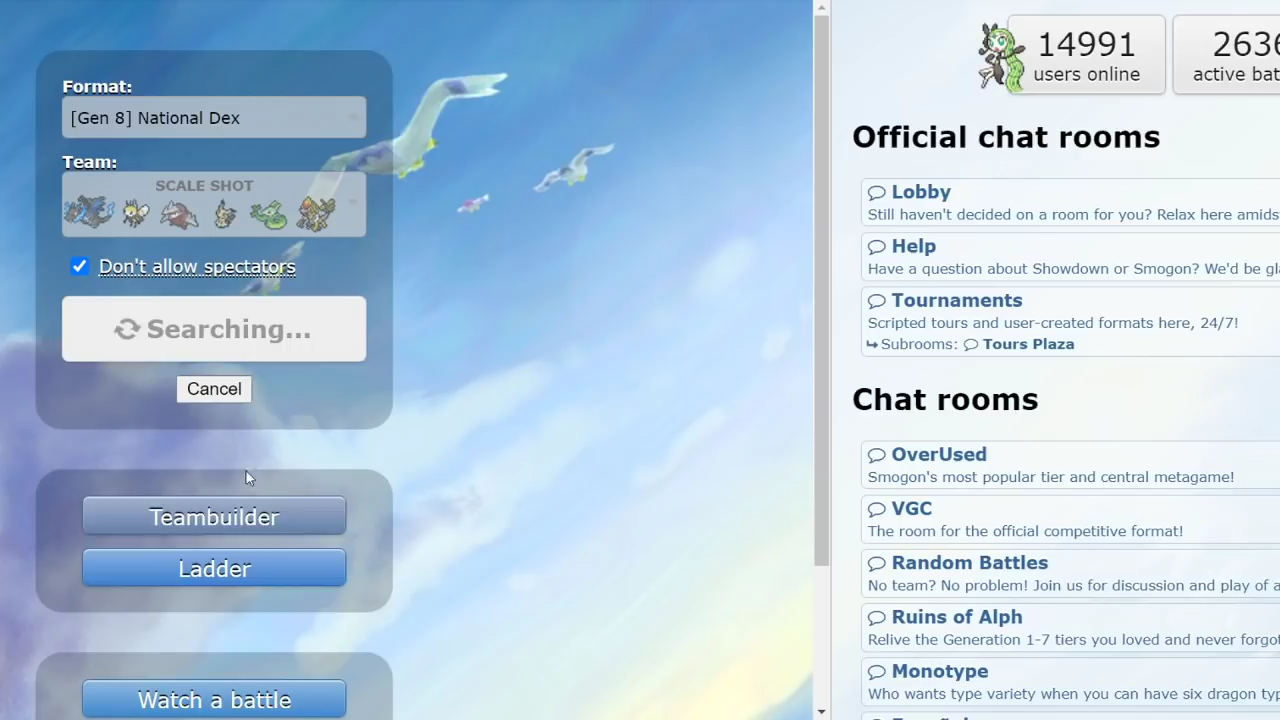 Format:
[Gen 8] National Dex
Team:
SCALE SHOT
Don't allow spectators
Searching...
Cancel
Teambuilder
Ladder
Watch a battle
14991
users online
2636
active bat
Official chat rooms
Lobby
Still haven't decided on a room for you? Relax here amids
Help
Have a question about Showdown or Smogon? We'd be gla
Tournaments
Scripted tours and user-created formats here, 24/7!
Subrooms: Tours Plaza
Chat rooms
OverUsed
Smogon's most popular tier and central metagame!
VGC
The room for the official competitive format!
Random Battles
No team? No problem! Join us for discussion and play of a
Ruins of Alph
Relive the Generation 1-7 tiers you loved and never forgot
Monotype
Who wants type variety when you can have six dragon typ